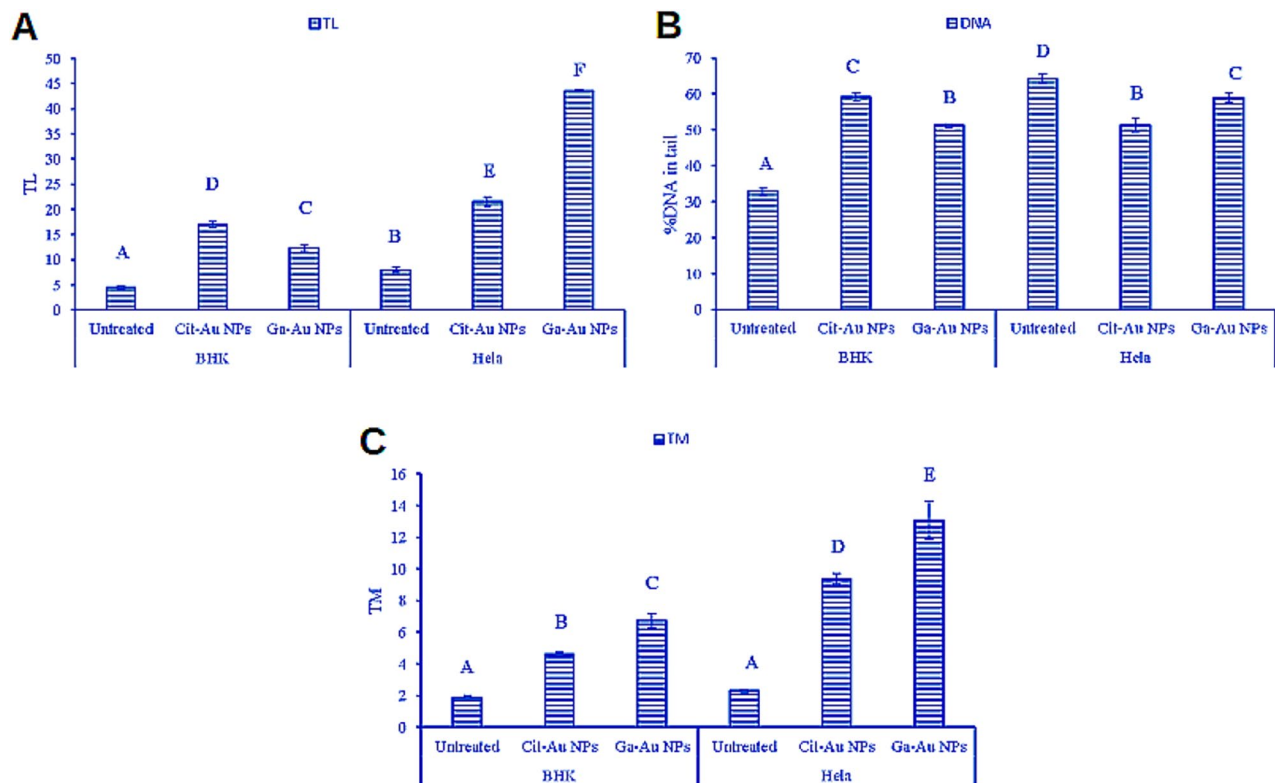 A
TL
50
45
40
35
30
25
20
15
10
5
0
TL
A
D
C
B
E
F
Untreated Cit-Au NPs Ga-Au NPs Untreated Cit-Au NPs Ga-Au NPs
BHK Hela
B
DNA
70
60
50
40
30
20
10
0
%DNA in tail
A
C
B
D
B
C
Untreated Cit-Au NPs Ga-Au NPs Untreated Cit-Au NPs Ga-Au NPs
BHK Hela
C
TM
16
14
12
10
8
6
4
2
0
TM
A
B
C
A
D
E
Untreated Cit-Au NPs Ga-Au NPs Untreated Cit-Au NPs Ga-Au NPs
BHK Hela